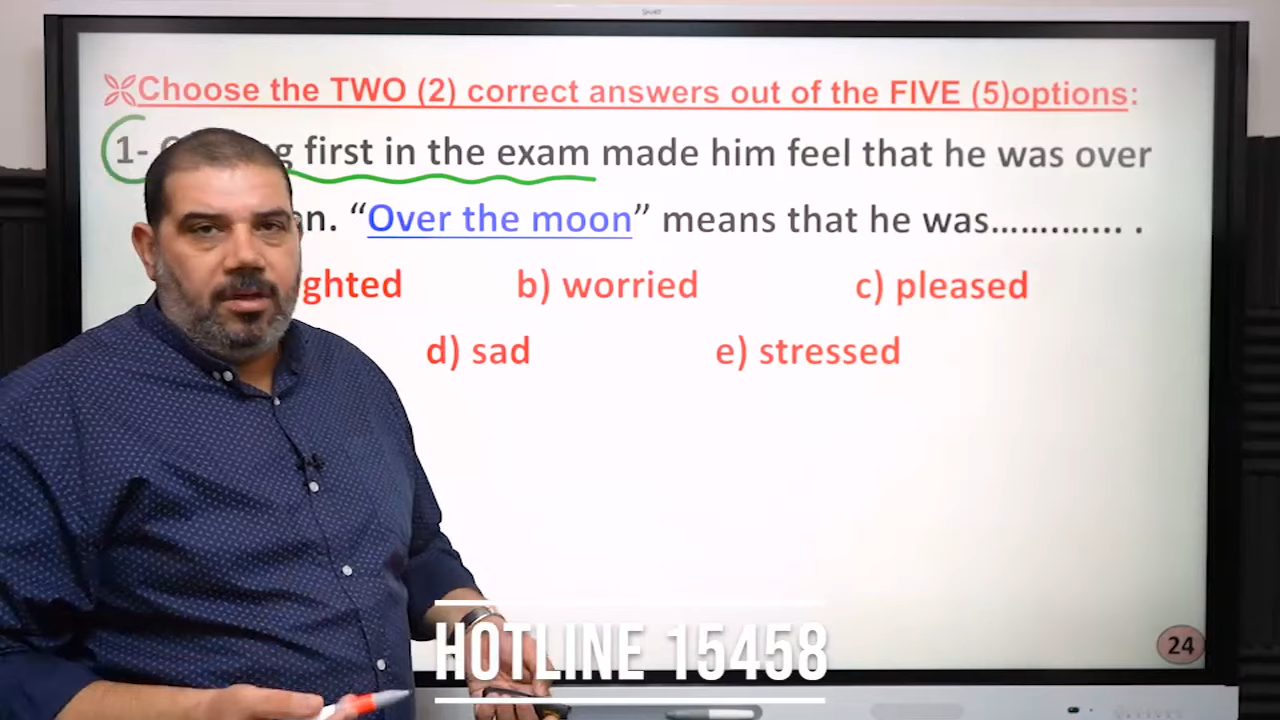 Choose the TWO (2) correct answers out of the FIVE (5)options:
1- first in the exam made him feel that he was over
“Over the moon” means that he was............... .
b) worried c) pleased
d) sad e) stressed
HOTLINE 15458
24